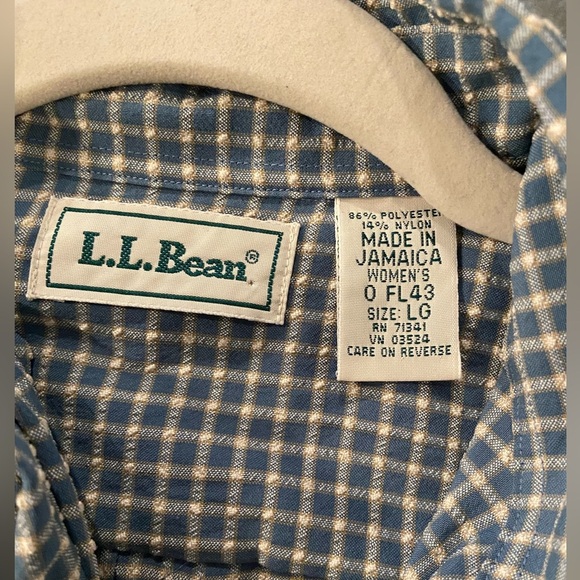 L.L.Bean®
86% POLYESTER
14% NYLON
MADE IN
JAMAICA
WOMEN'S
0 FL43
SIZE: LG
RN 71341
VN 03524
CARE ON REVERSE